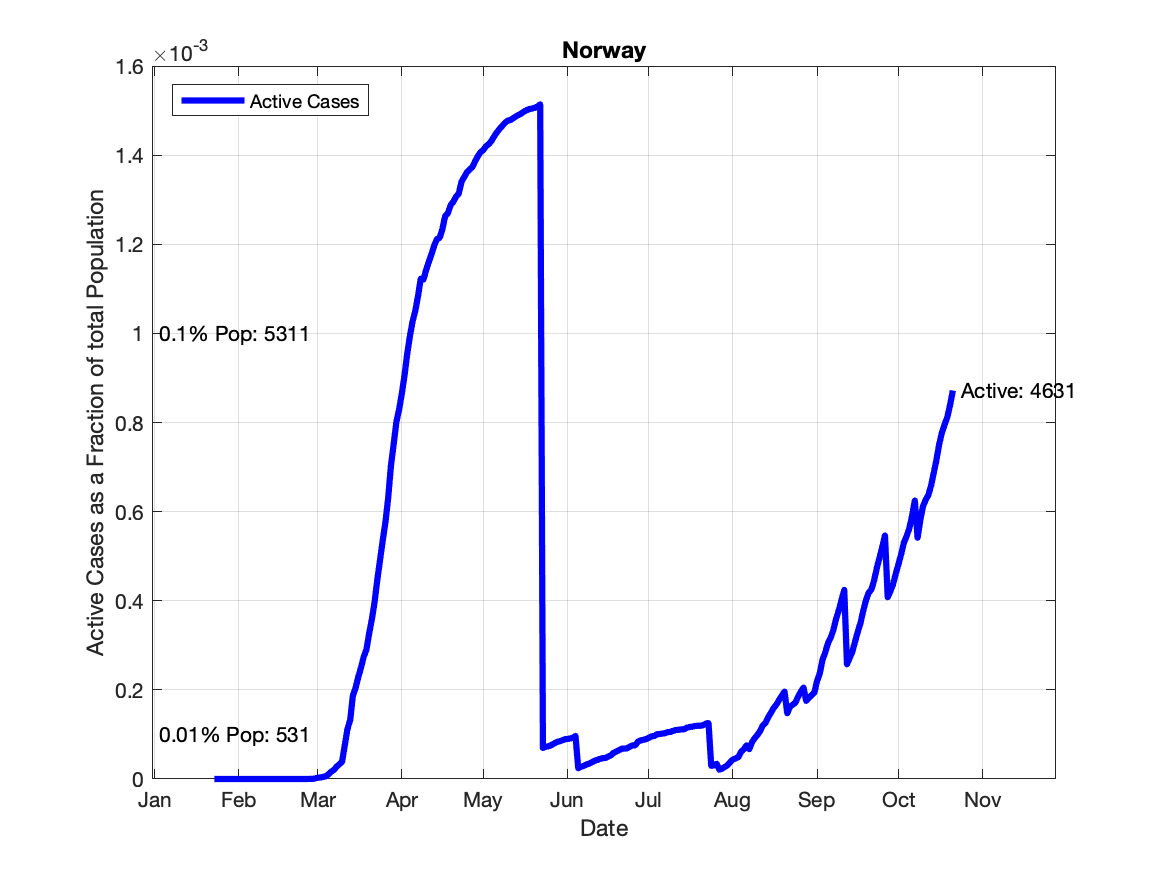 Norway
×10-3
1.6
Active Cases
1.4
1.2
1
0.1% Pop: 5311
0.8
Active: 4631
0.6
0.4
0.2
0.01% Pop: 531
0
Active Cases as a Fraction of total Population
Jan Feb Mar Apr May Jun Jul Aug Sep Oct Nov
Date